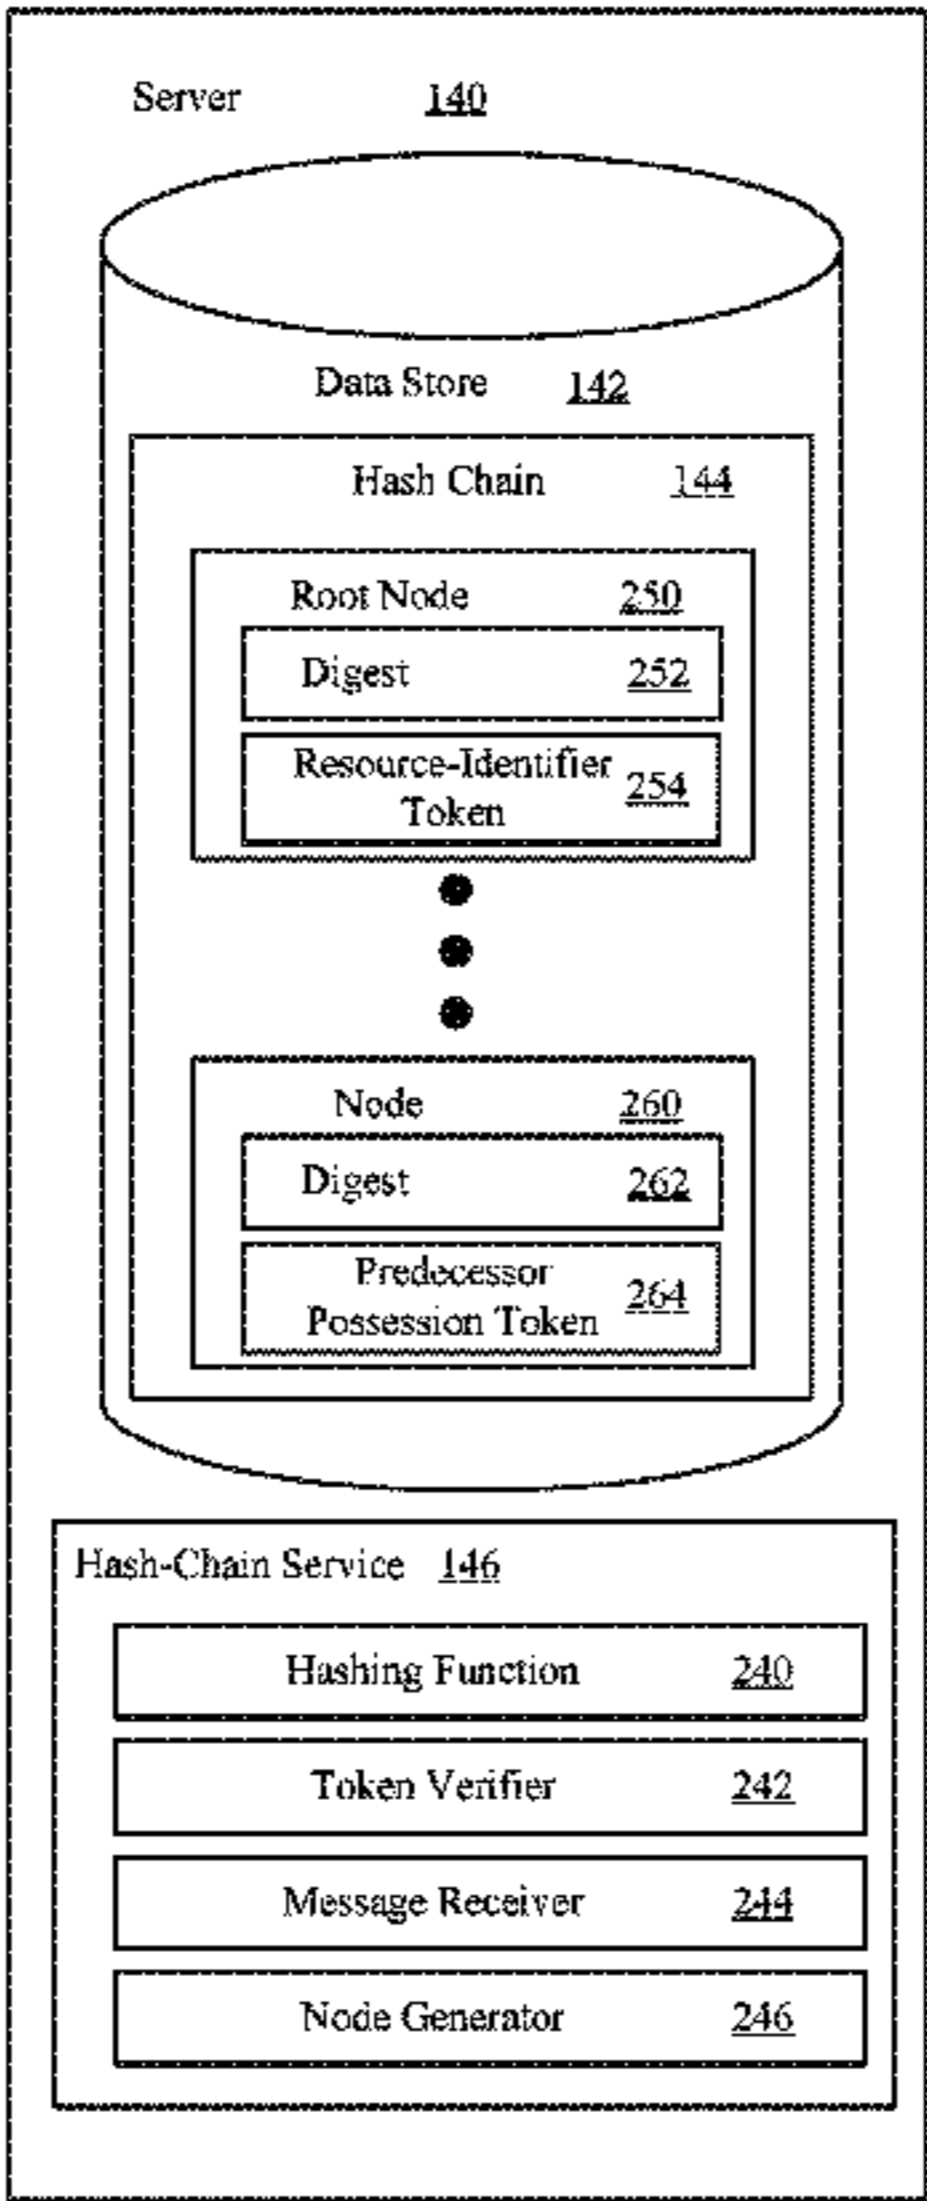 Server 140
Data Store 142
Hash Chain 144
Root Node 250
Digest 252
Resource-Identifier 254
Token
Node 260
Digest 262
Predecessor 264
Possession Token
Hash-Chain Service 146
Hashing Function 240
Token Verifier 242
Message Receiver 244
Node Generator 246